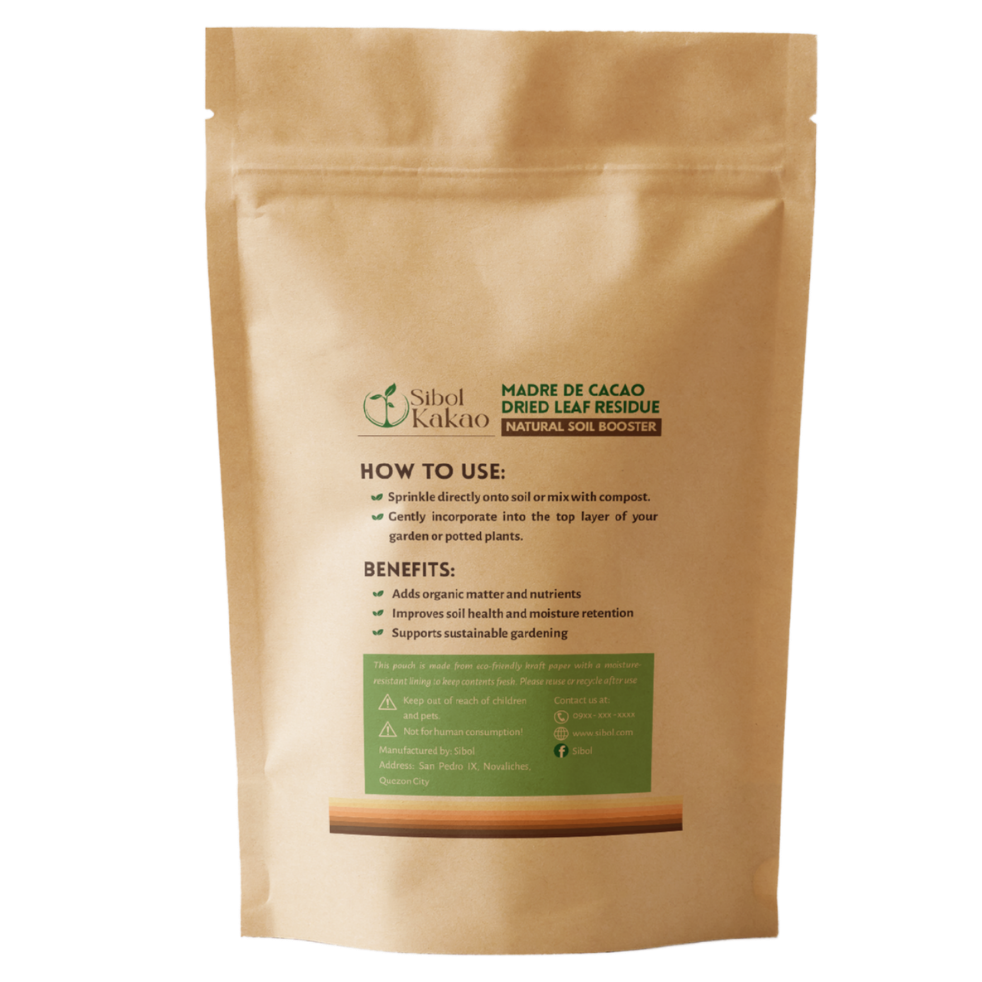 Sibol
Kakao
MADRE DE CACAO
DRIED LEAF RESIDUE
NATURAL SOIL BOOSTER
HOW TO USE:
Sprinkle directly onto soil or mix with compost.
Gently incorporate into the top layer of your
garden or potted plants.
BENEFITS:
Adds organic matter and nutrients
Improves soil health and moisture retention
Supports sustainable gardening
This pouch is made from eco-friendly kraft paper with a moisture-
resistant lining to keep contents fresh. Please reuse or recycle after use
Keep out of reach of children
and pets.
Not for human consumption!
Manufactured by: Sibol
Address: San Pedro IX, Novaliches,
Quezon City
Contact us at:
09xx - xxx - xxxx
www.sibol.com
Sibol